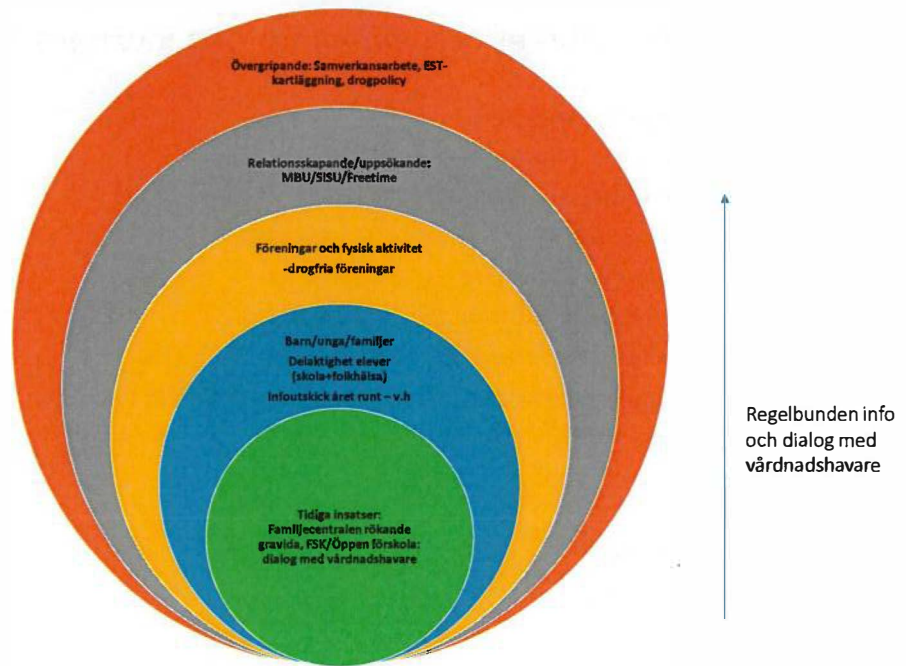 Övergripande: Samverkansarbete, EST-
kartläggning, drogpolicy
Relationsskapande/uppsökande:
MBU/SISU/Freetime
Föreningar och fysisk aktivitet
-drogfria föreningar
Barn/unga/familjer
Delaktighet elever
(skola+folkhälsa)
Infoutskick året runt – v.h
Tidiga insatser:
Familjecentralen rökande
gravida, FSK/Öppen förskola:
dialog med vårdnadshavare
Regelbunden info
och dialog med
vårdnadshavare